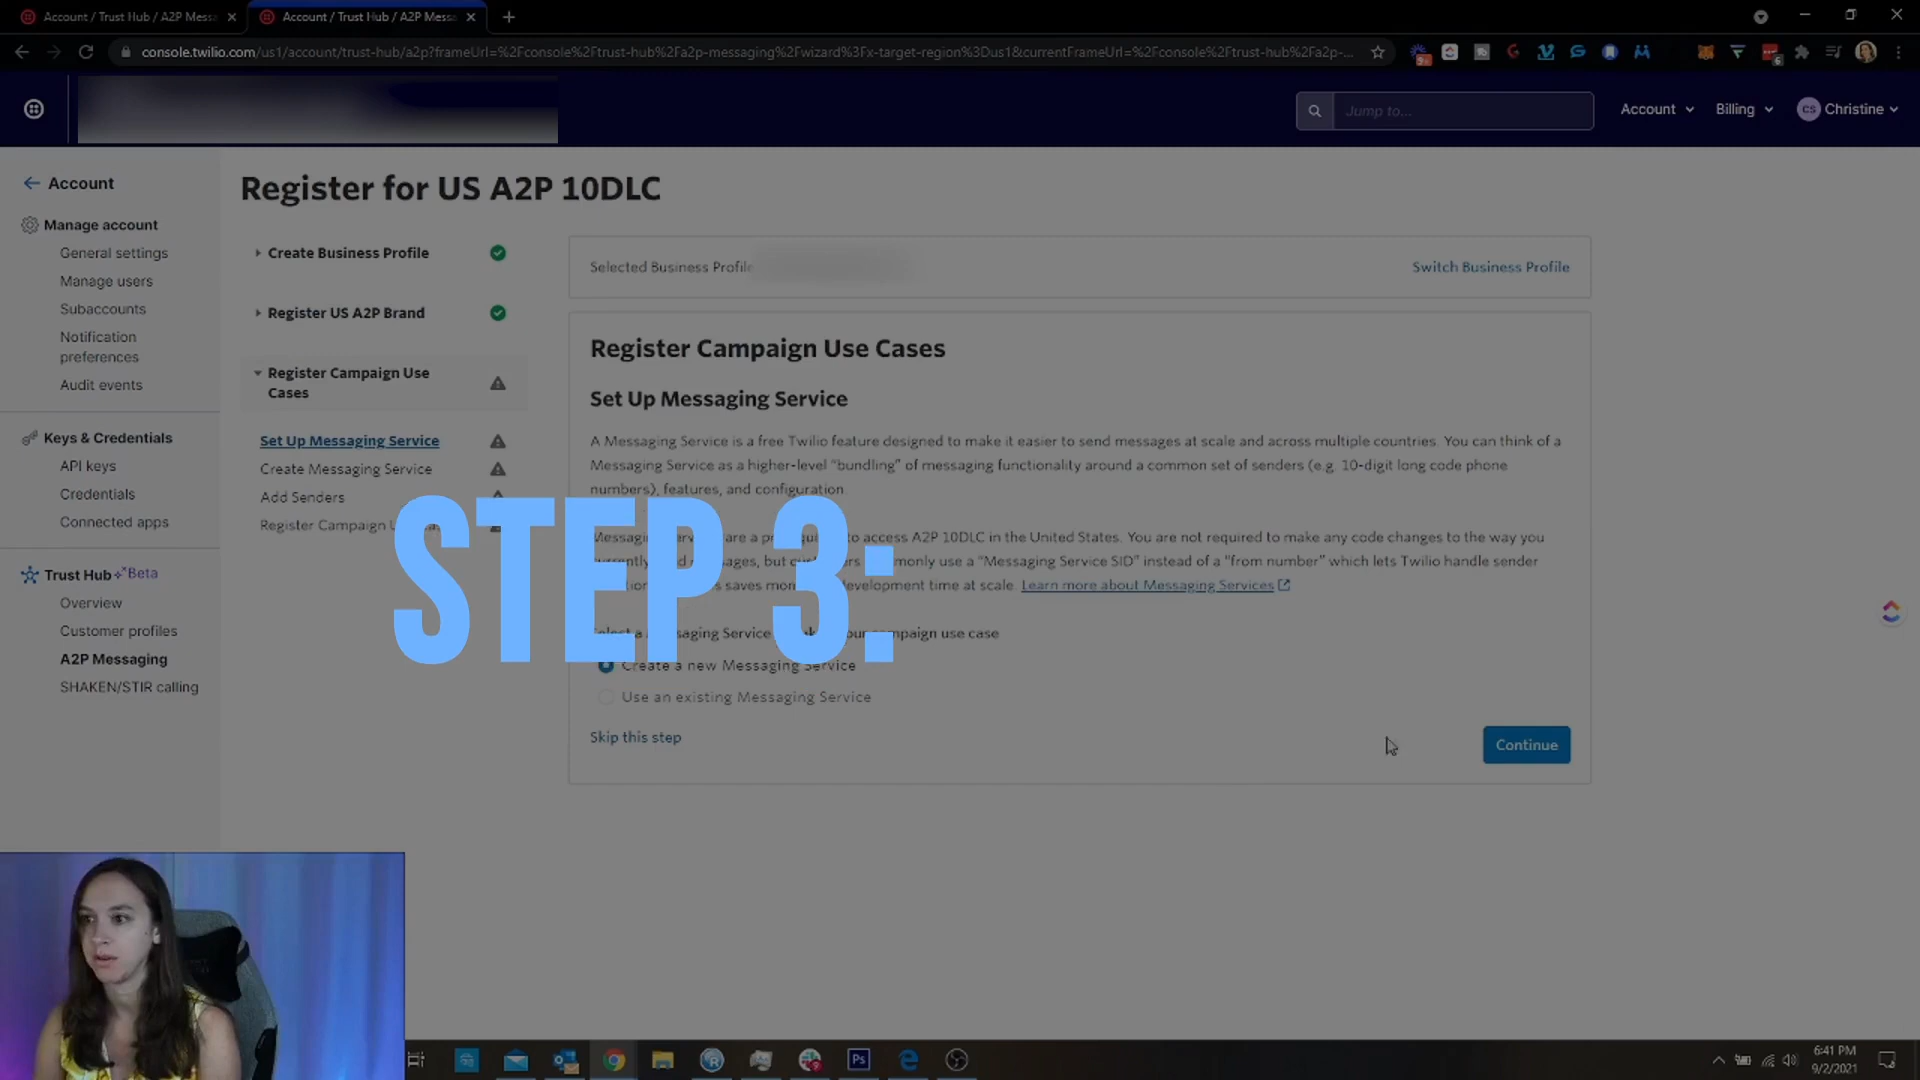 Account / Trust Hub / A2P Messa
Account / Trust Hub / A2P Messa
console.twilio.com/us1/account/trust-hub/a2p?frameUrl=%2Fconsole%2Ftrust-hub%2Fa2p-messaging%2Fwizard%3Fx-target-region%3Dus1&currentFrameUrl=%2Fconsole%2Ftrust-hub%2Fa2p-...
Jump to...
Account
Billing
CS
Christine
Account
Manage account
General settings
Manage users
Subaccounts
Notification
preferences
Audit events
Keys & Credentials
API keys
Credentials
Connected apps
Trust Hub
Beta
Overview
Customer profiles
A2P Messaging
SHAKEN/STIR calling
Register for US A2P 10DLC
Create Business Profile
Register US A2P Brand
Register Campaign Use
Cases
Set Up Messaging Service
Create Messaging Service
Add Senders
Register Campaign
Selected Business Profile
Switch Business Profile
Register Campaign Use Cases
Set Up Messaging Service
A Messaging Service is a free Twilio feature designed to make it easier to send messages at scale and across multiple countries. You can think of a
Messaging Service as a higher-level “bundling” of messaging functionality around a common set of senders (e.g. 10-digit long code phone
numbers), features, and configuration.
are a to access A2P 10DLC in the United States. You are not required to make any code changes to the way you
use a “Messaging Service SID” instead of a “from number” which lets Twilio handle sender
saves development time at scale. Learn more about Messaging Services
Select a Service use case
Create a new Messaging Service
Use an existing Messaging Service
Skip this step
Continue
STEP 3:
Ps
6:41 PM
9/2/2021